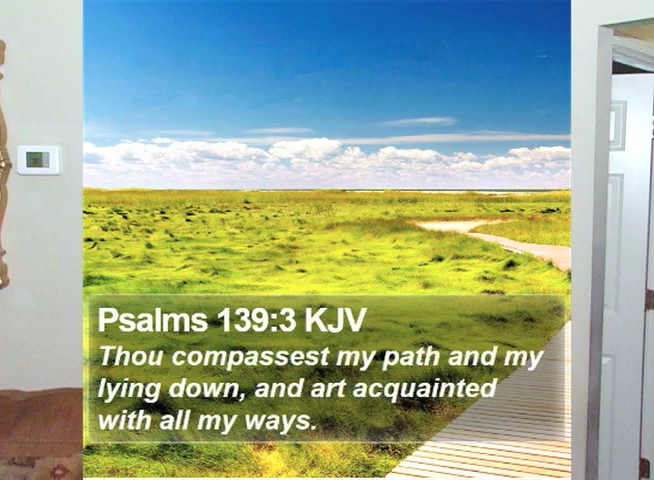 Psalms 139:3 KJV
Thou compassest my path and my
lying down, and art acquainted
with all my ways.